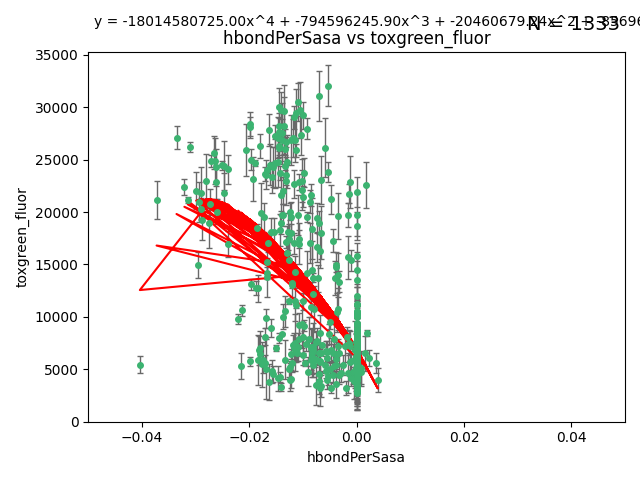 y = -18014580725.00x^4 + -794596245.90x^3 +
N = 1333
hbondPerSasa vs toxgreen_fluor
35000
30000
25000
20000
15000
10000
5000
0
toxgreen_fluor
-0.04 -0.02 0.00 0.02 0.04
hbondPerSasa